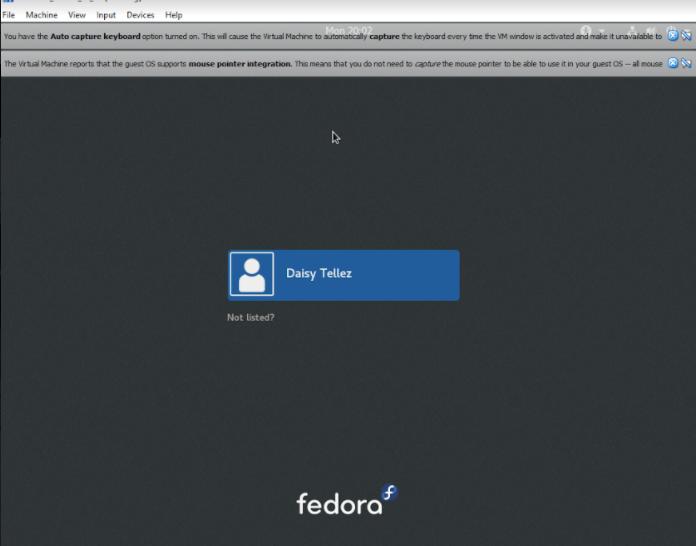 File Machine View Input Devices Help
Mon 20:02
You have the Auto capture keyboard option turned on. This will cause the Virtual Machine to automatically capture the keyboard every time the VM window is activated and make it unavailable to
The Virtual Machine reports that the guest OS supports mouse pointer integration. This means that you do not need to capture the mouse pointer to be able to use it in your guest OS -- all mouse
Daisy Tellez
Not listed?
fedora